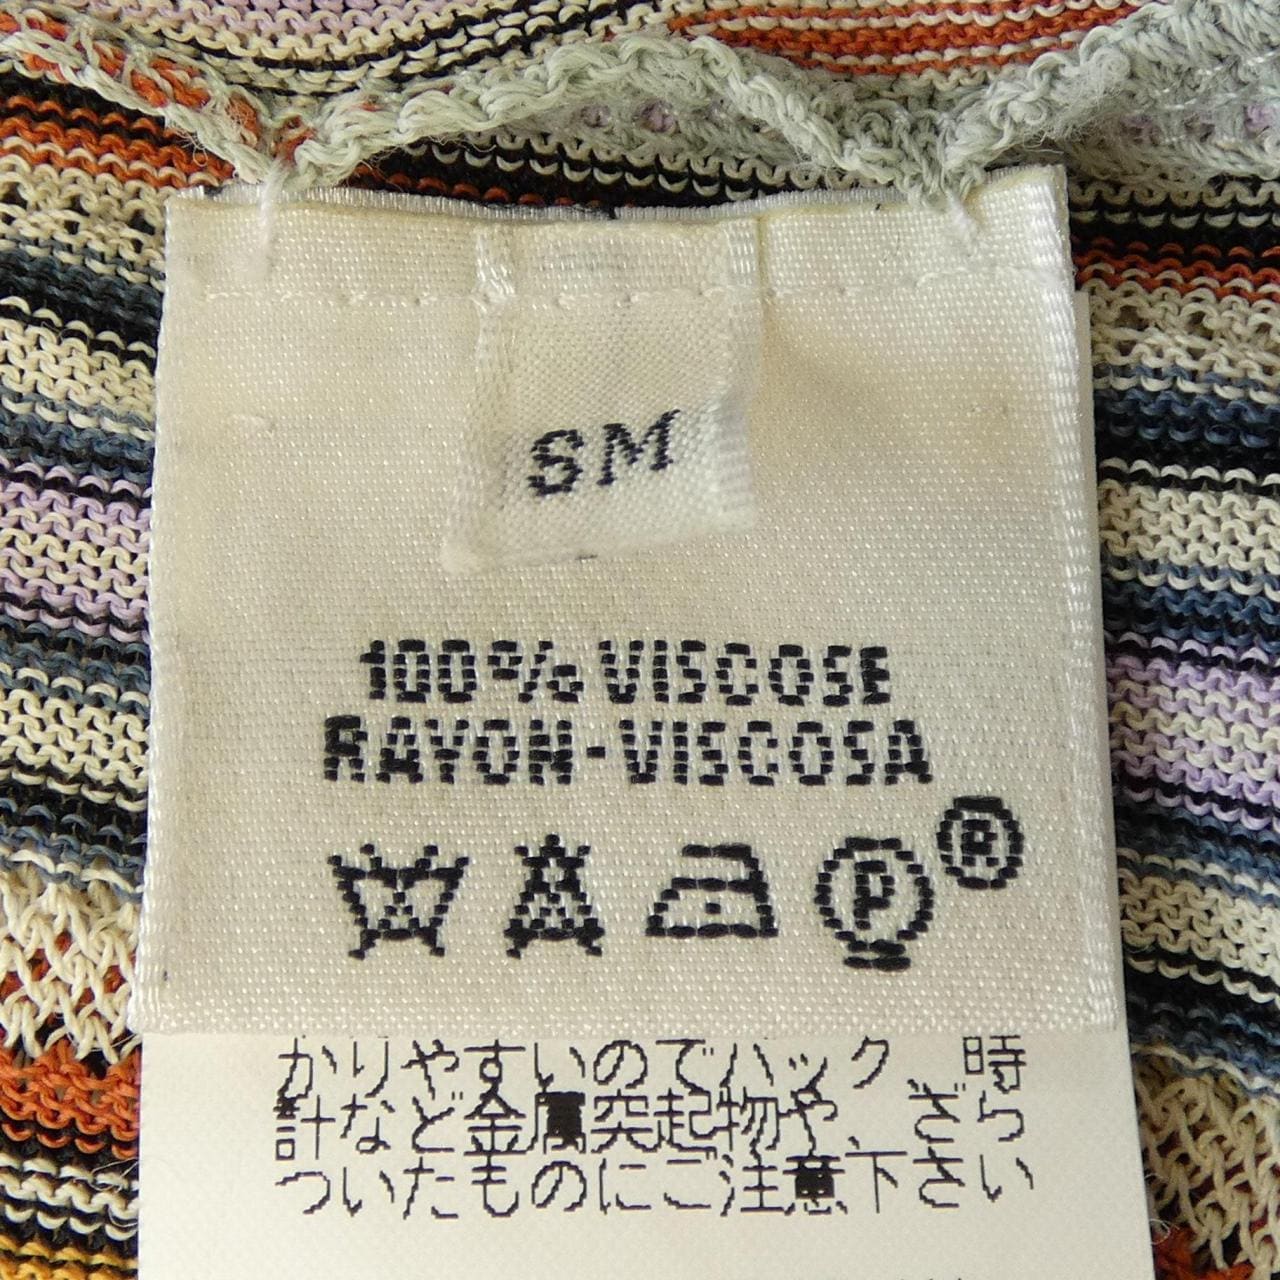 SM
100% VISCOSE
RAYON-VISCOSA
P ®
かりやすいのでバック、時
計など金属突起物や、ざら
ついたものにご注意下さい